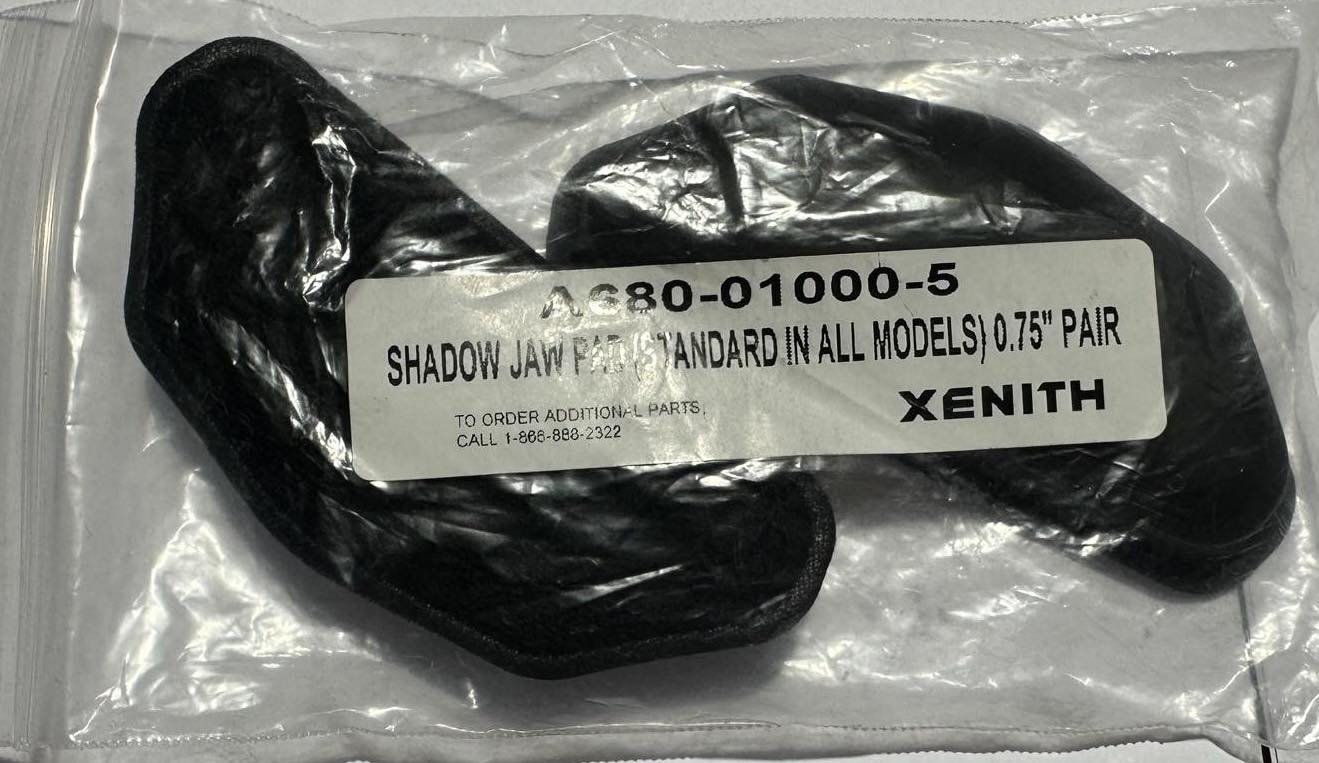 A680-01000-5
SHADOW JAW PAD (STANDARD IN ALL MODELS) 0.75" PAIR
XENITH
TO ORDER ADDITIONAL PARTS,
CALL 1-866-888-2322